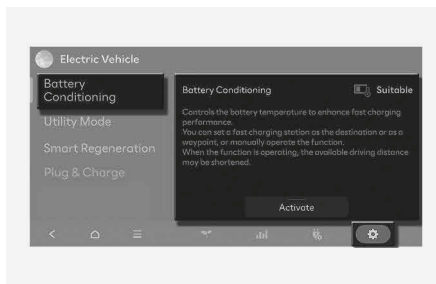 Electric Vehicle
Battery
Conditioning
Utility Mode
Smart Regeneration
Plug & Charge
Battery Conditioning
Suitable
Controls the battery temperature to enhance fast charging
performance.
You can set a fast charging station as the destination or as a
waypoint, or manually operate the function.
When the function is operating, the available driving distance
may be shortened.
Activate